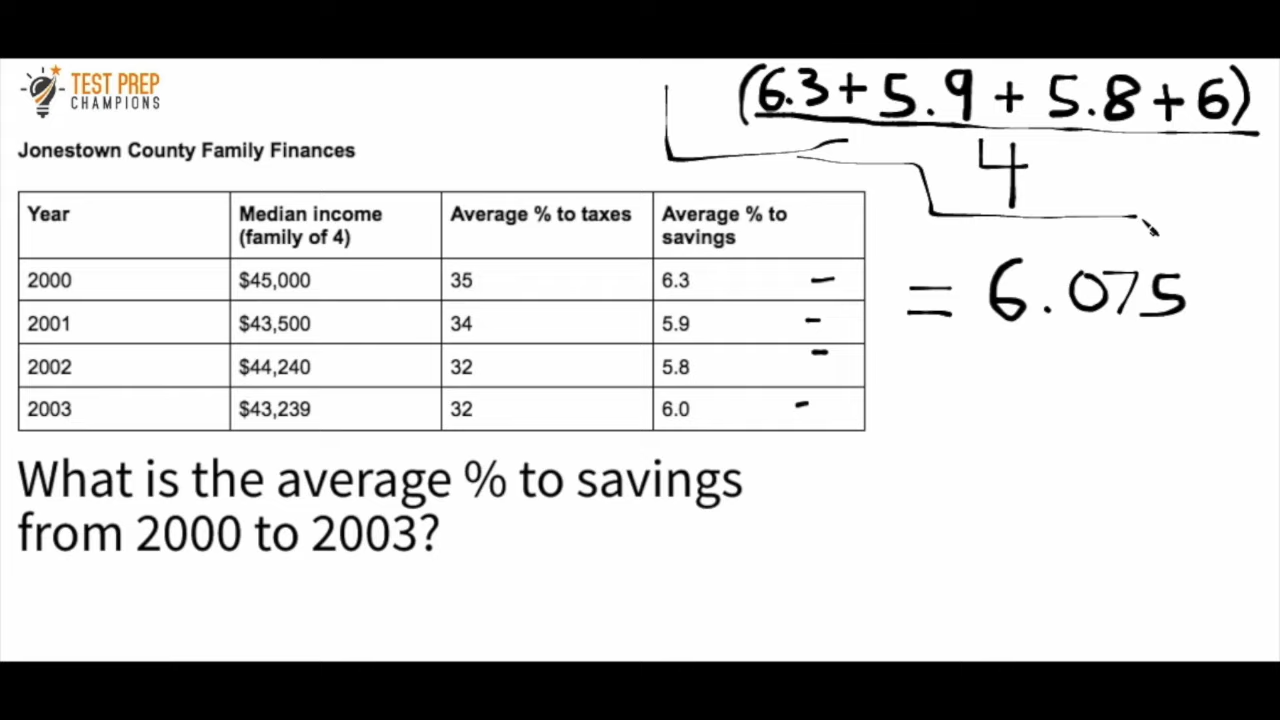 TEST PREP
CHAMPIONS
(6.3+5.9+5.8+6)
4
= 6.075
Jonestown County Family Finances
Year Median income (family of 4) Average % to taxes Average % to savings
2000 $45,000 35 6.3 –
2001 $43,500 34 5.9 –
2002 $44,240 32 5.8 –
2003 $43,239 32 6.0 –
What is the average % to savings
from 2000 to 2003?